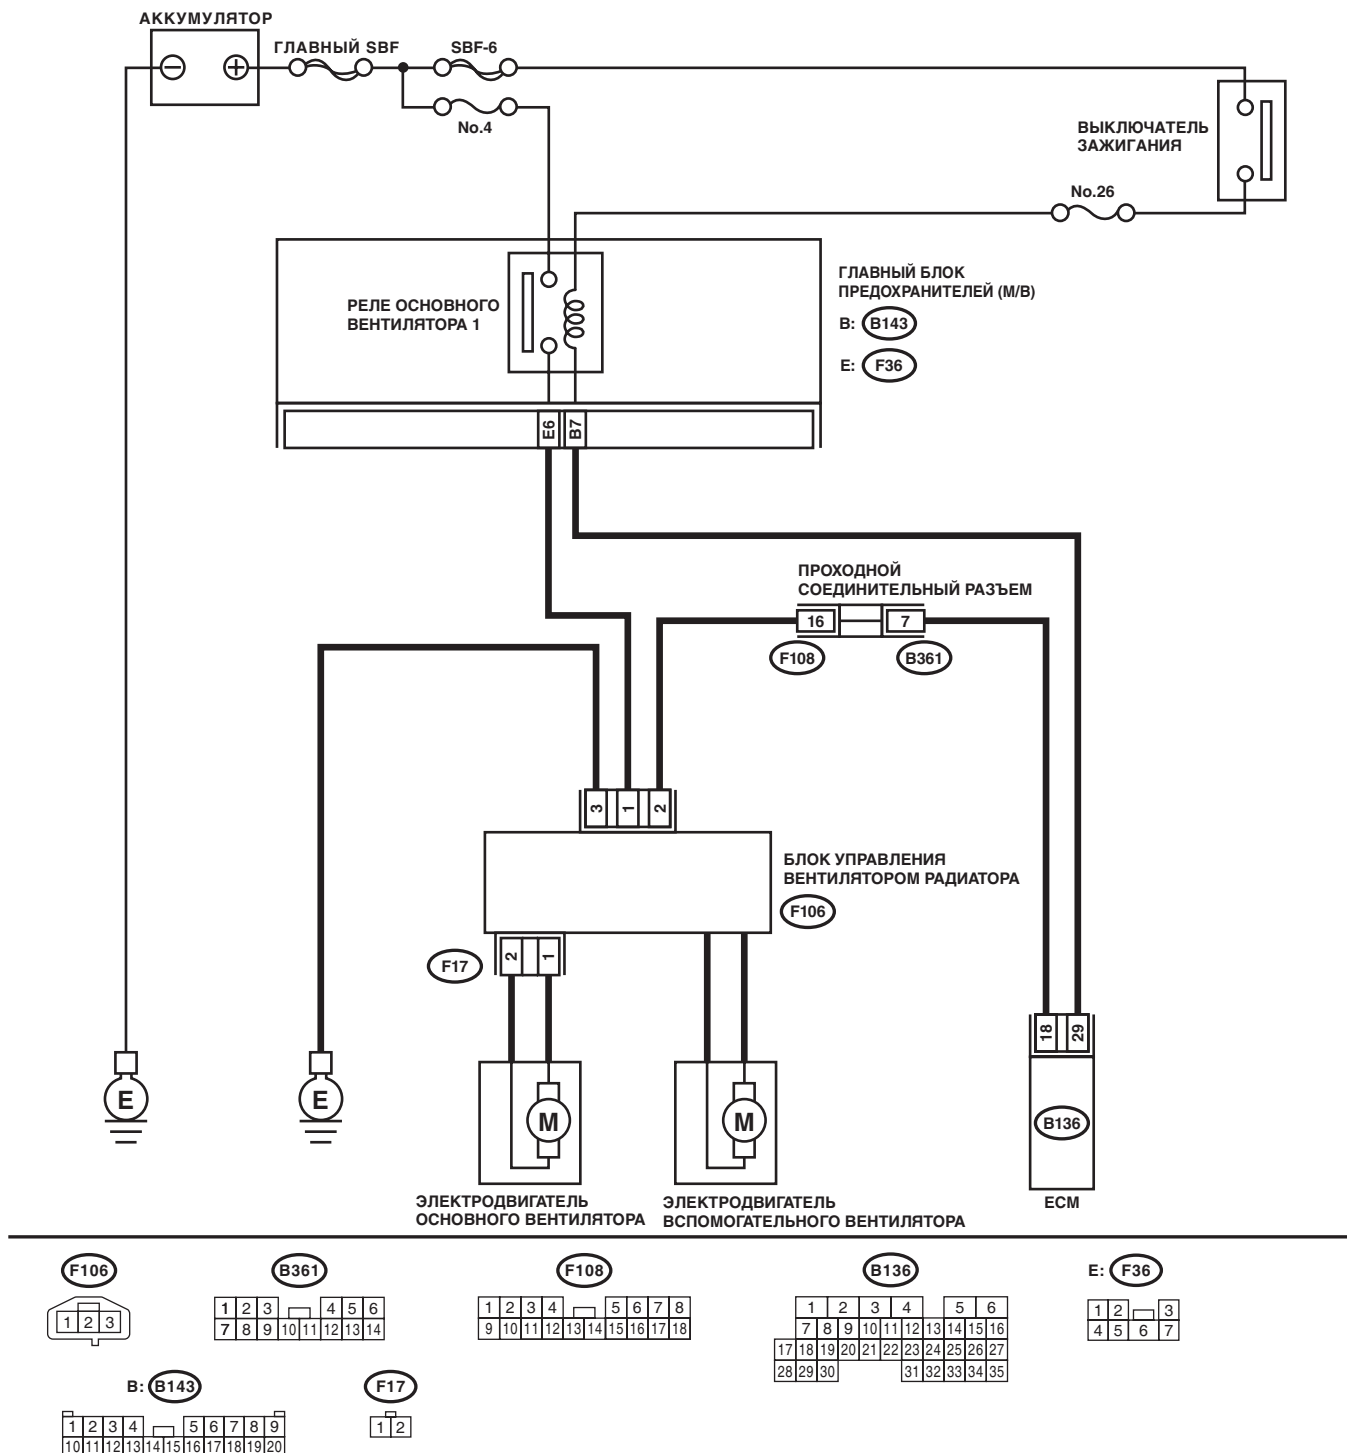 АККУМУЛЯТОР
ГЛАВНЫЙ SBF
SBF-6
No.4
ВЫКЛЮЧАТЕЛЬ
ЗАЖИГАНИЯ
No.26
РЕЛЕ ОСНОВНОГО
ВЕНТИЛЯТОРА 1
ГЛАВНЫЙ БЛОК
ПРЕДОХРАНИТЕЛЕЙ (M/B)
B: B143
E: F36
E6 B7
ПРОХОДНОЙ
СОЕДИНИТЕЛЬНЫЙ РАЗЪЕМ
16 7
F108 B361
3 1 2
БЛОК УПРАВЛЕНИЯ
ВЕНТИЛЯТОРОМ РАДИАТОРА
F106
F17 2 1
18 29
E E M M B136
ЭЛЕКТРОДВИГАТЕЛЬ
ОСНОВНОГО ВЕНТИЛЯТОРА
ЭЛЕКТРОДВИГАТЕЛЬ
ВСПОМОГАТЕЛЬНОГО ВЕНТИЛЯТОРА
ECM
F106
1 2 3
B361
1 2 3 4 5 6
7 8 9 10 11 12 13 14
F108
1 2 3 4 5 6 7 8
9 10 11 12 13 14 15 16 17 18
B136
1 2 3 4 5 6
7 8 9 10 11 12 13 14 15 16
17 18 19 20 21 22 23 24 25 26 27
28 29 30 31 32 33 34 35
E: F36
1 2 3
4 5 6 7
B: B143
1 2 3 4 5 6 7 8 9
10 11 12 13 14 15 16 17 18 19 20
F17
1 2